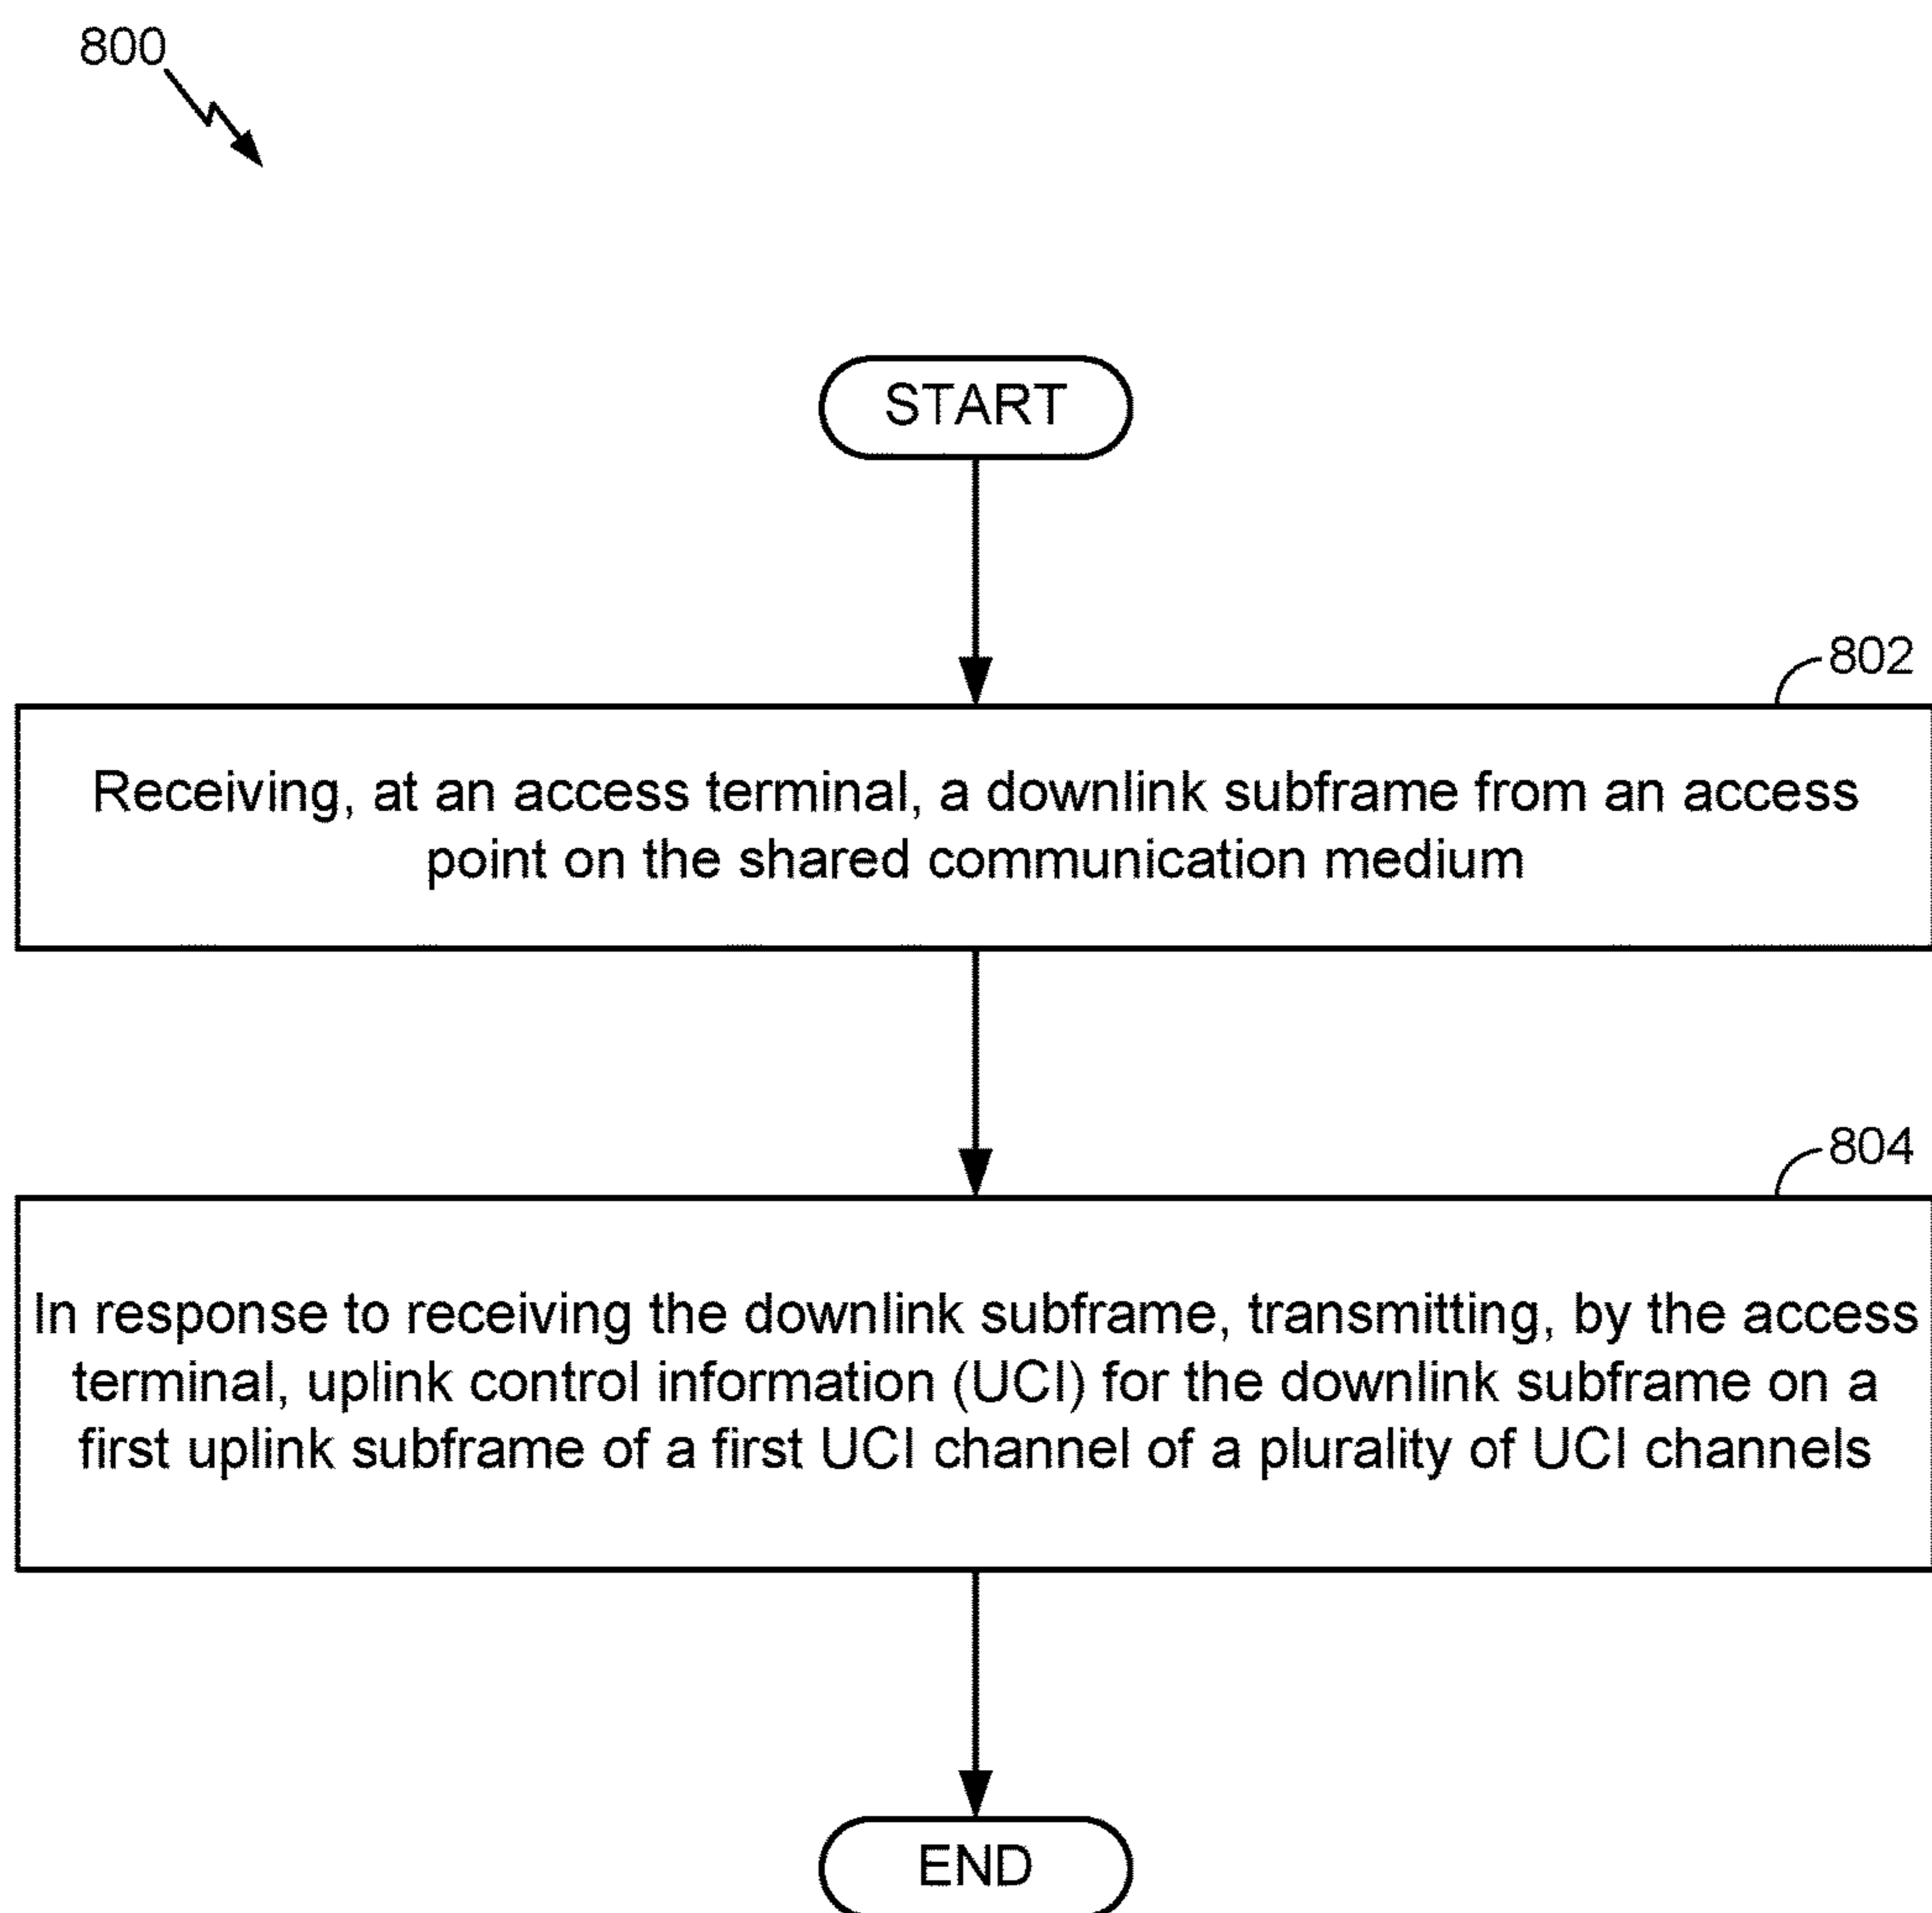 800
START
802
Receiving, at an access terminal, a downlink subframe from an access
point on the shared communication medium
804
In response to receiving the downlink subframe, transmitting, by the access
terminal, uplink control information (UCI) for the downlink subframe on a
first uplink subframe of a first UCI channel of a plurality of UCI channels
END